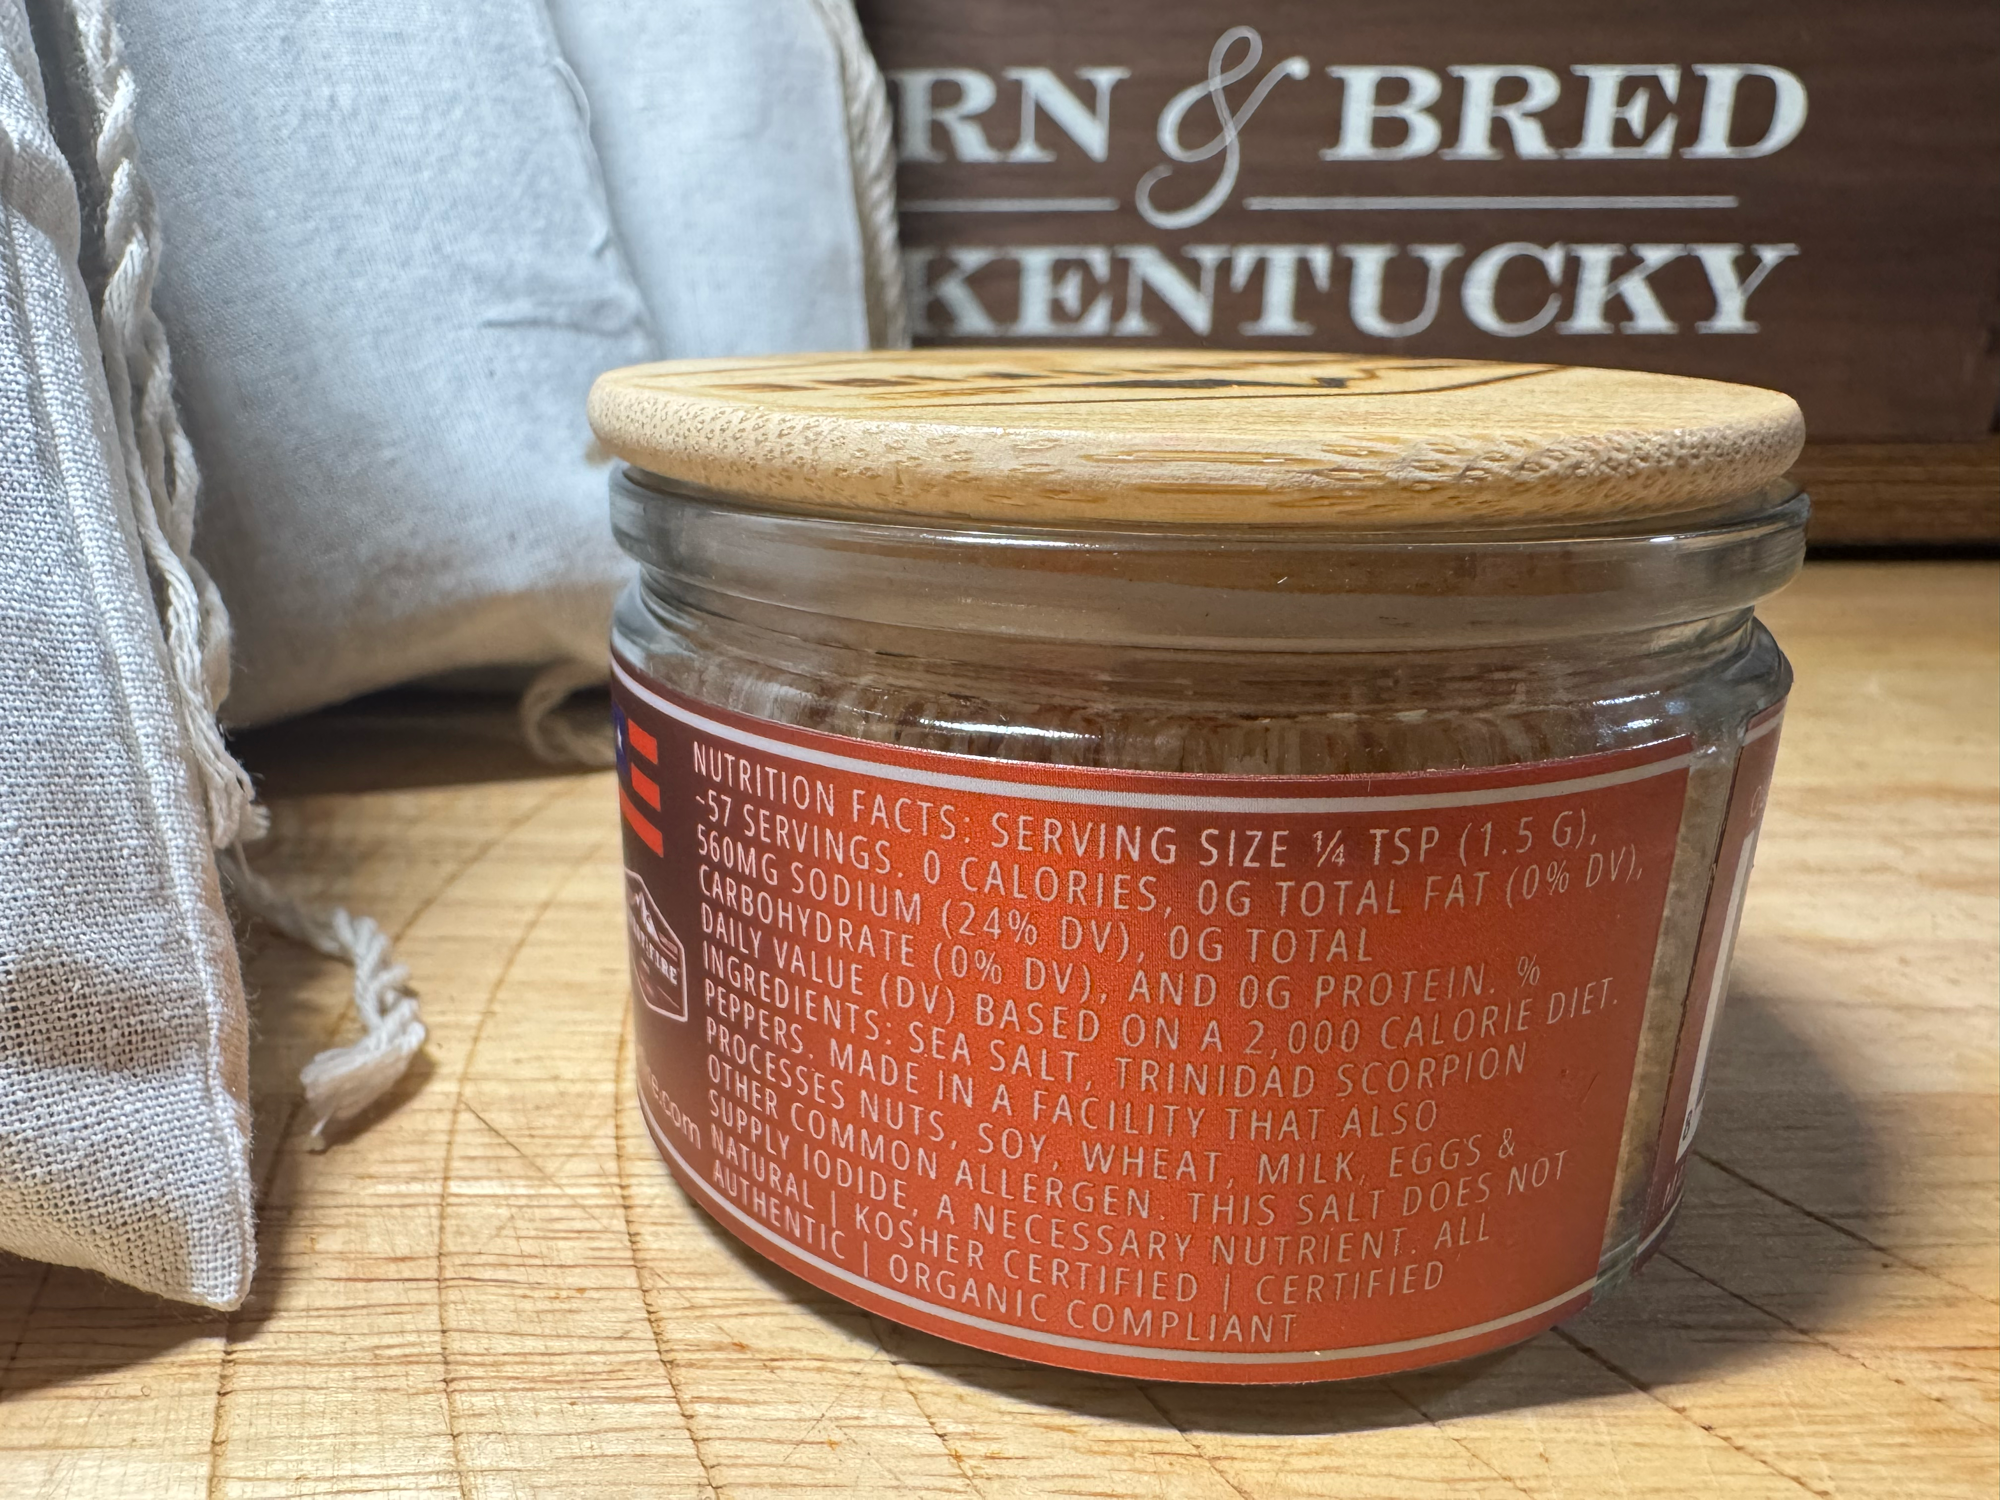 RN & BRED
KENTUCKY
NUTRITION FACTS: SERVING SIZE ¼ TSP (1.5 G),
~57 SERVINGS. 0 CALORIES, 0G TOTAL FAT (0% DV),
560MG SODIUM (24% DV), 0G TOTAL
CARBOHYDRATE (0% DV), AND 0G PROTEIN. %
DAILY VALUE (DV) BASED ON A 2,000 CALORIE DIET.
INGREDIENTS: SEA SALT, TRINIDAD SCORPION
PEPPERS. MADE IN A FACILITY THAT ALSO
PROCESSES NUTS, SOY, WHEAT, MILK, EGGS &
OTHER COMMON ALLERGEN. THIS SALT DOES NOT
SUPPLY IODIDE, A NECESSARY NUTRIENT. ALL
NATURAL | KOSHER CERTIFIED | CERTIFIED
AUTHENTIC | ORGANIC COMPLIANT
e.com